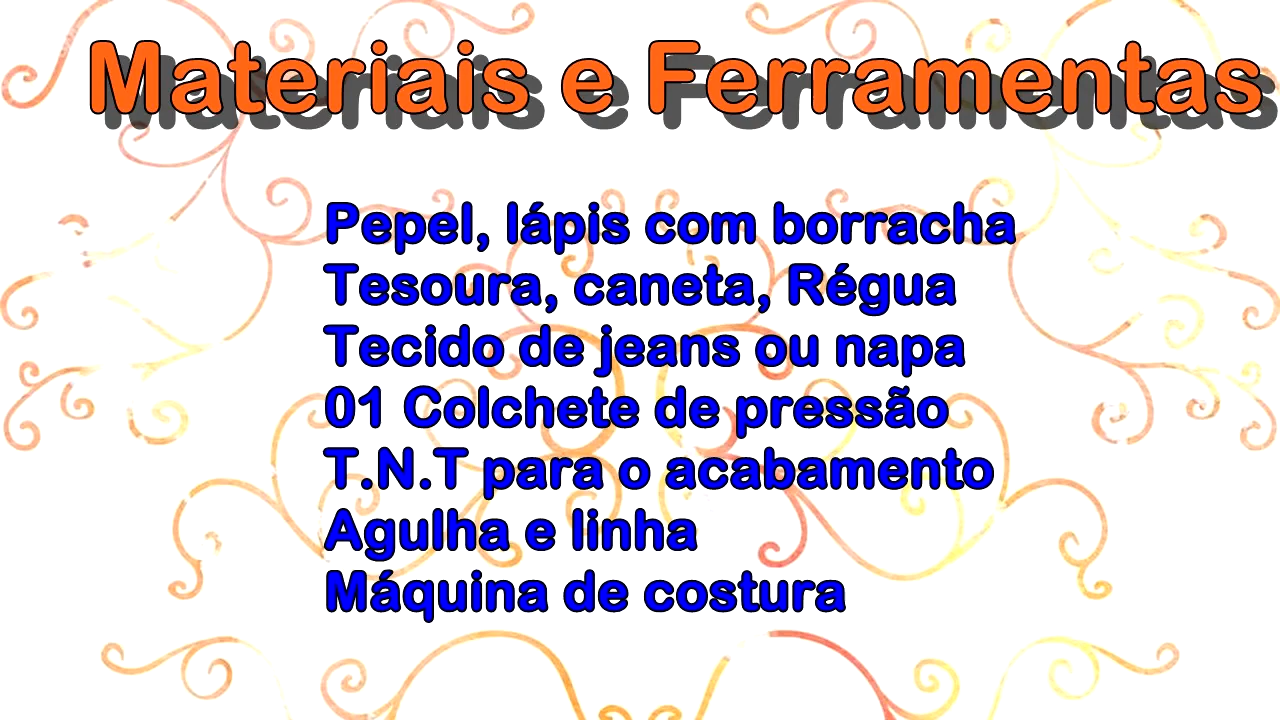 Materiais e Ferramentas
Pepel, lápis com borracha
Tesoura, caneta, Régua
Tecido de jeans ou napa
01 Colchete de pressão
T.N.T para o acabamento
Agulha e linha
Máquina de costura